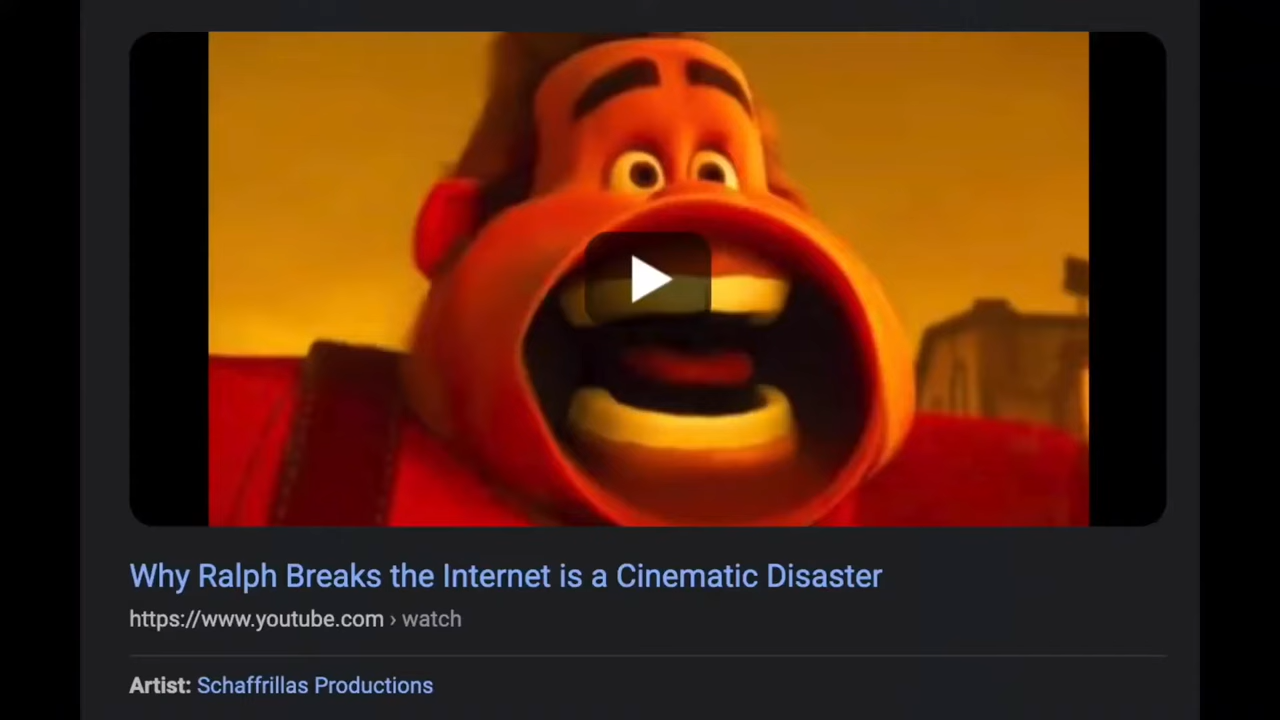 Why Ralph Breaks the Internet is a Cinematic Disaster
https://www.youtube.com › watch
Artist: Schaffrillas Productions